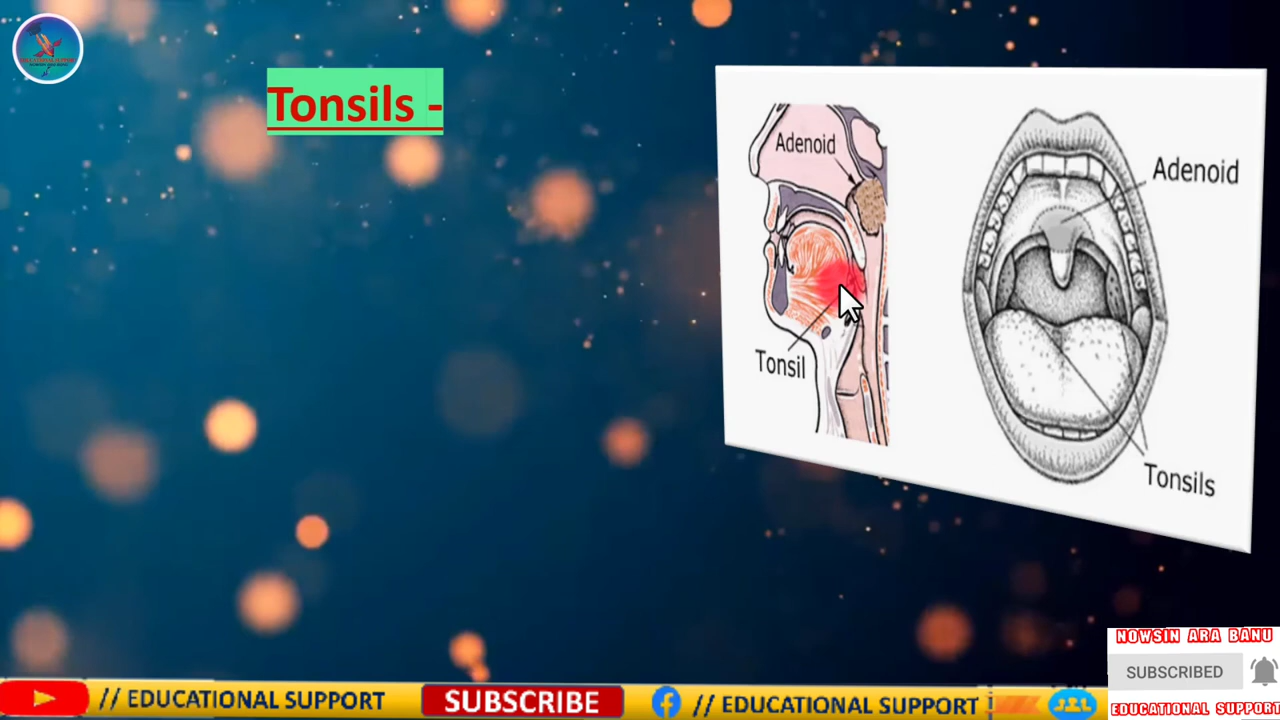 Tonsils -
Adenoid
Tonsil
Adenoid
Tonsils
NOWSIN ARA BANU
SUBSCRIBED
EDUCATIONAL SUPPORT
// EDUCATIONAL SUPPORT
SUBSCRIBE
// EDUCATIONAL SUPPORT